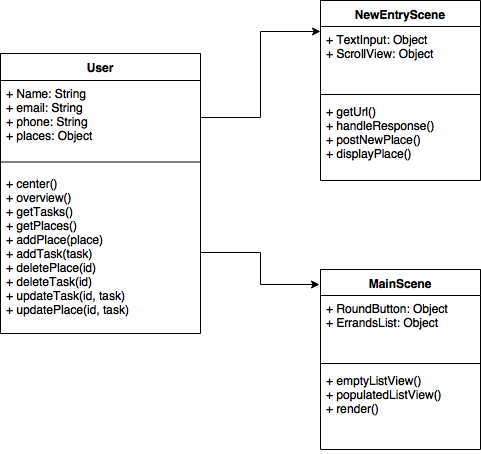 User
+ Name: String
+ email: String
+ phone: String
+ places: Object
+ center()
+ overview()
+ getTasks()
+ getPlaces()
+ addPlace(place)
+ addTask(task)
+ deletePlace(id)
+ deleteTask(id)
+ updateTask(id, task)
+ updatePlace(id, task)
NewEntryScene
+ TextInput: Object
+ ScrollView: Object
+ getUrl()
+ handleResponse()
+ postNewPlace()
+ displayPlace()
MainScene
+ RoundButton: Object
+ ErrandsList: Object
+ emptyListView()
+ populatedListView()
+ render()